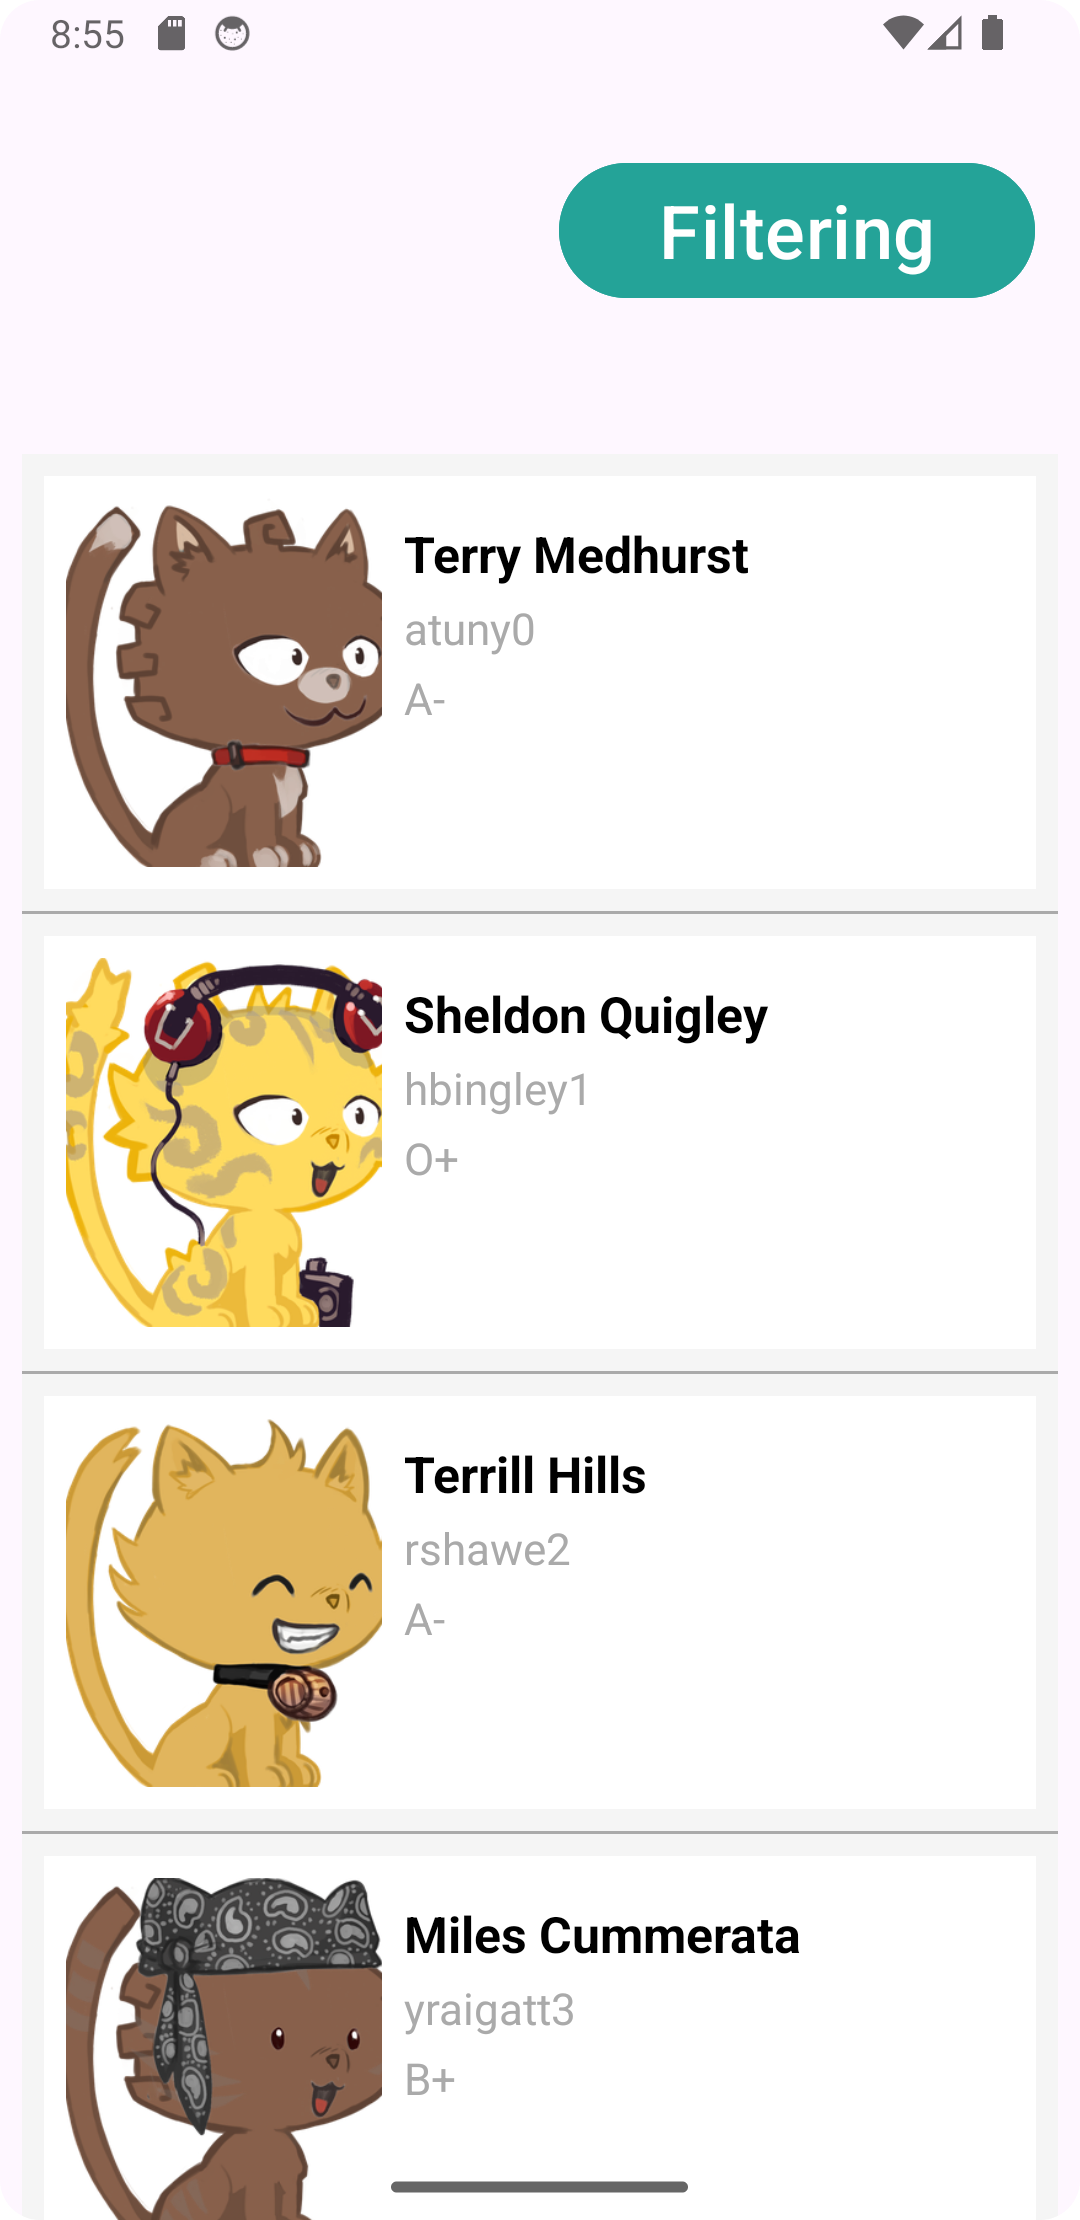 8:55
Filtering
Terry Medhurst
atuny0
A-
Sheldon Quigley
hbingley1
O+
Terrill Hills
rshawe2
A-
Miles Cummerata
yraigatt3
B+